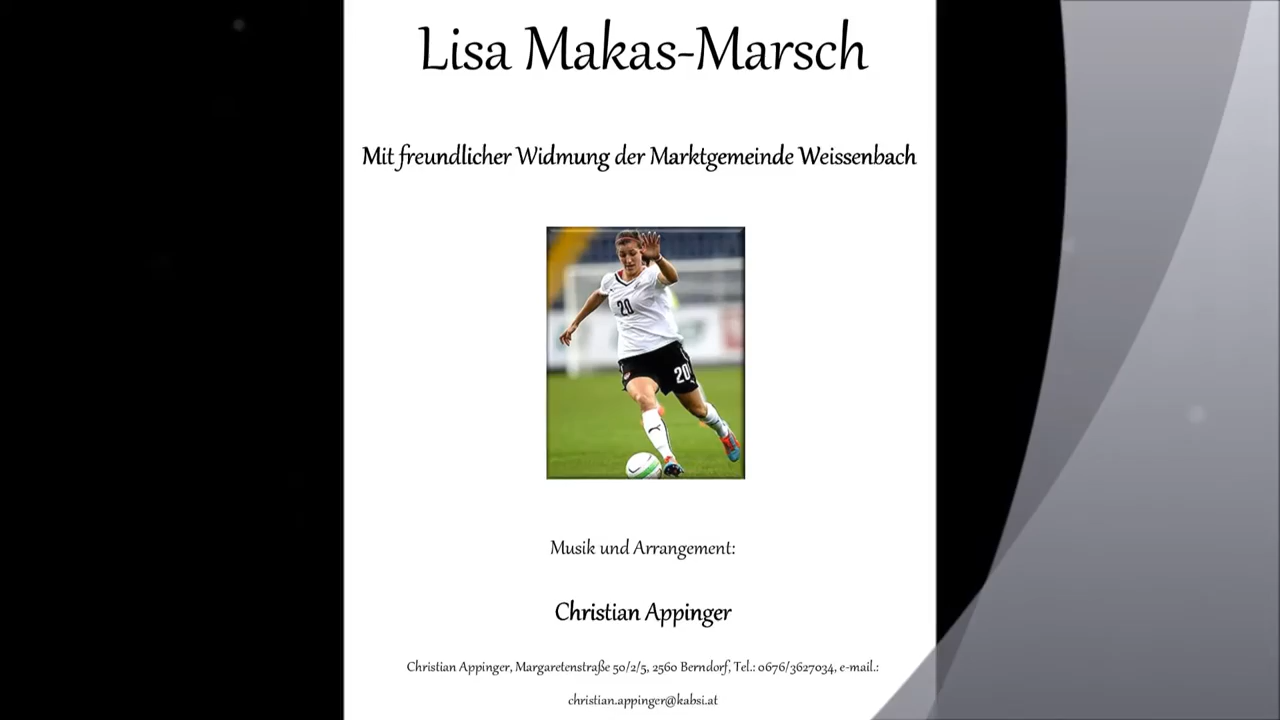 Lisa Makas-Marsch
Mit freundlicher Widmung der Marktgemeinde Weissenbach
20
20
Musik und Arrangement:
Christian Appinger
Christian Appinger, Margaretenstraße 50/2/5, 2560 Berndorf, Tel.: 0676/3627034, e-mail.:
christian.appinger@kabsi.at